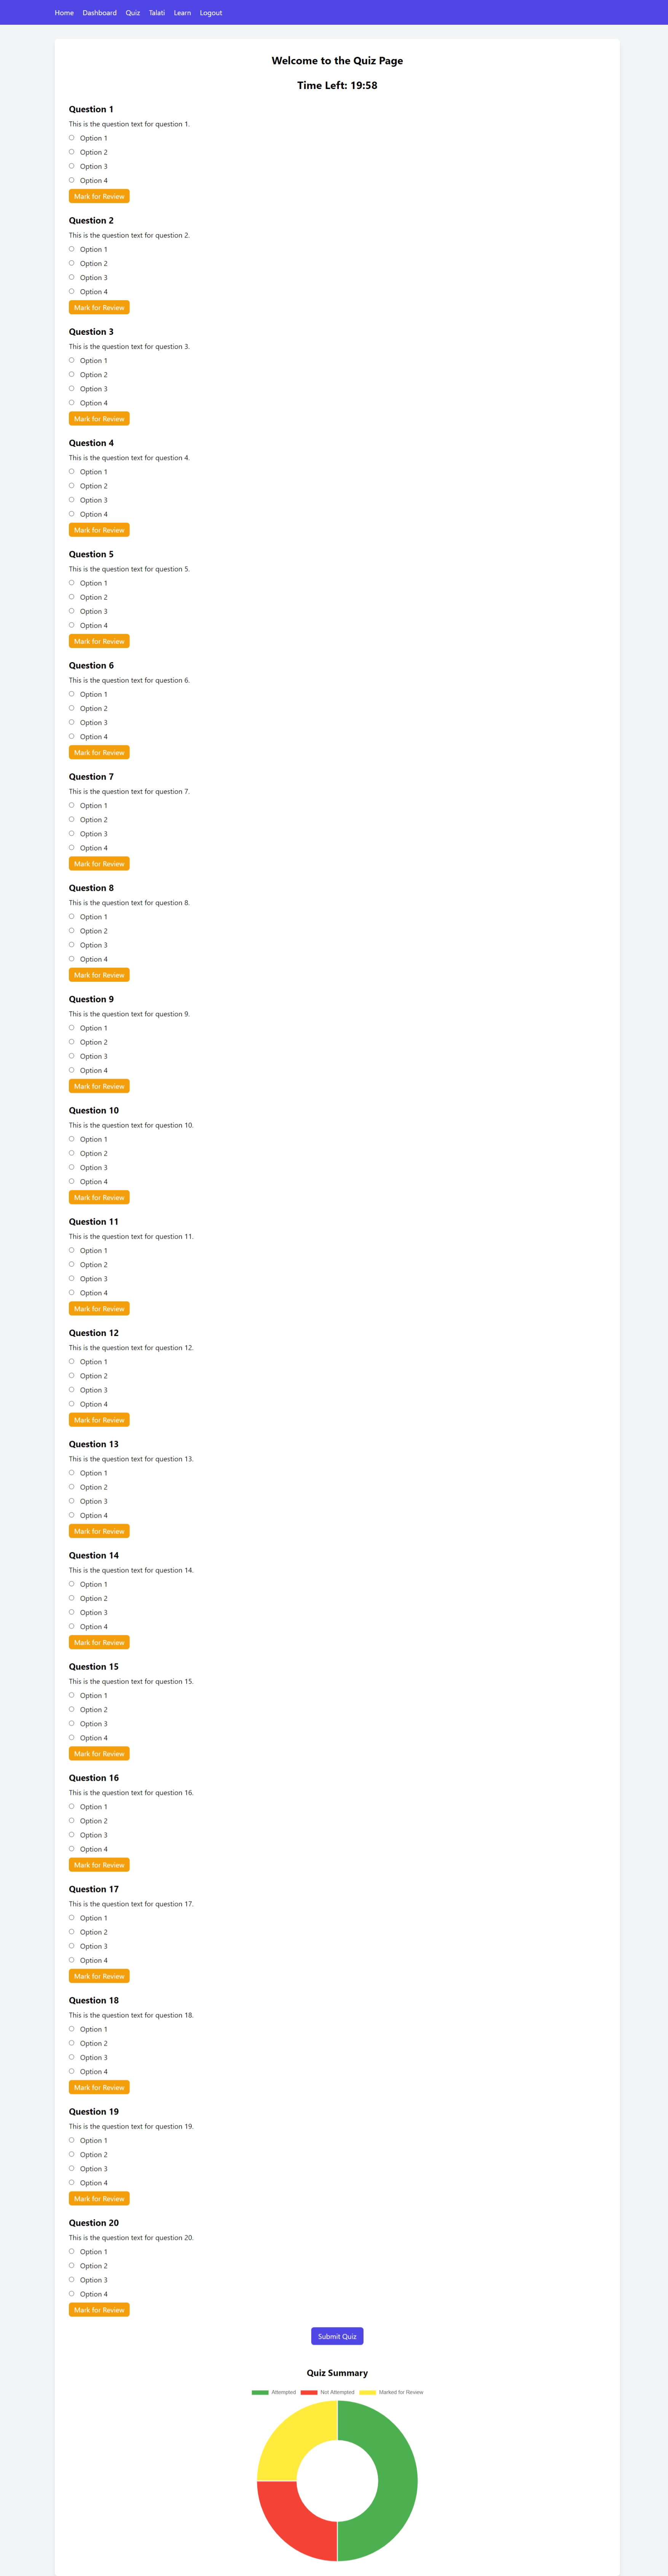 Home Dashboard Quiz Talati Learn Logout
Welcome to the Quiz Page
Time Left: 19:58
Question 1
This is the question text for question 1.
Option 1
Option 2
Option 3
Option 4
Mark for Review
Question 2
This is the question text for question 2.
Option 1
Option 2
Option 3
Option 4
Mark for Review
Question 3
This is the question text for question 3.
Option 1
Option 2
Option 3
Option 4
Mark for Review
Question 4
This is the question text for question 4.
Option 1
Option 2
Option 3
Option 4
Mark for Review
Question 5
This is the question text for question 5.
Option 1
Option 2
Option 3
Option 4
Mark for Review
Question 6
This is the question text for question 6.
Option 1
Option 2
Option 3
Option 4
Mark for Review
Question 7
This is the question text for question 7.
Option 1
Option 2
Option 3
Option 4
Mark for Review
Question 8
This is the question text for question 8.
Option 1
Option 2
Option 3
Option 4
Mark for Review
Question 9
This is the question text for question 9.
Option 1
Option 2
Option 3
Option 4
Mark for Review
Question 10
This is the question text for question 10.
Option 1
Option 2
Option 3
Option 4
Mark for Review
Question 11
This is the question text for question 11.
Option 1
Option 2
Option 3
Option 4
Mark for Review
Question 12
This is the question text for question 12.
Option 1
Option 2
Option 3
Option 4
Mark for Review
Question 13
This is the question text for question 13.
Option 1
Option 2
Option 3
Option 4
Mark for Review
Question 14
This is the question text for question 14.
Option 1
Option 2
Option 3
Option 4
Mark for Review
Question 15
This is the question text for question 15.
Option 1
Option 2
Option 3
Option 4
Mark for Review
Question 16
This is the question text for question 16.
Option 1
Option 2
Option 3
Option 4
Mark for Review
Question 17
This is the question text for question 17.
Option 1
Option 2
Option 3
Option 4
Mark for Review
Question 18
This is the question text for question 18.
Option 1
Option 2
Option 3
Option 4
Mark for Review
Question 19
This is the question text for question 19.
Option 1
Option 2
Option 3
Option 4
Mark for Review
Question 20
This is the question text for question 20.
Option 1
Option 2
Option 3
Option 4
Mark for Review
Submit Quiz
Quiz Summary
Attempted Not Attempted Marked for Review